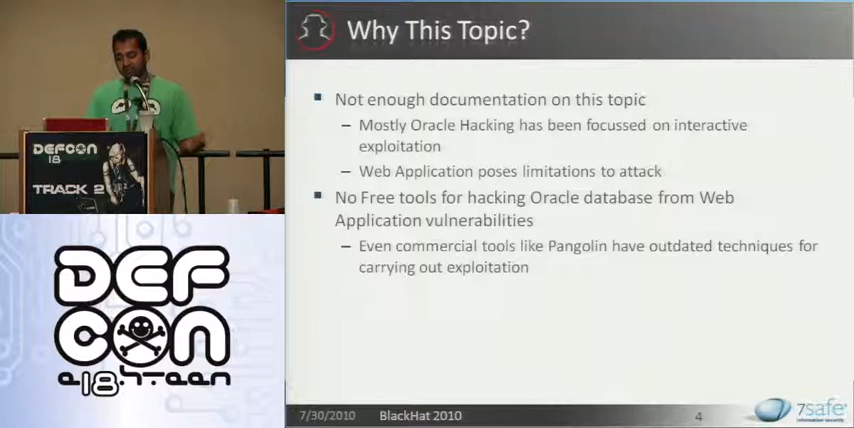 DEFCON
18
TRACK 2
DEF
CON
e18hteen
Why This Topic?
Not enough documentation on this topic
– Mostly Oracle Hacking has been focussed on interactive
exploitation
– Web Application poses limitations to attack
No Free tools for hacking Oracle database from Web
Application vulnerabilities
– Even commercial tools like Pangolin have outdated techniques for
carrying out exploitation
7/30/2010
BlackHat 2010
4
7safe
information security